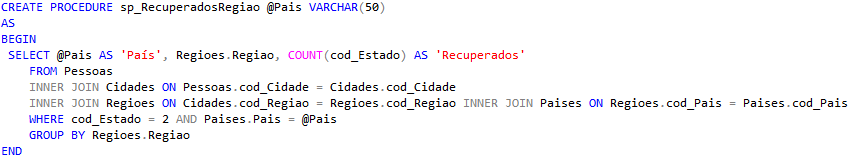 CREATE PROCEDURE sp_RecuperadosRegiao @Pais VARCHAR(50)
AS
BEGIN
SELECT @Pais AS 'País', Regioes.Regiao, COUNT(cod_Estado) AS 'Recuperados'
FROM Pessoas
INNER JOIN Cidades ON Pessoas.cod_Cidade = Cidades.cod_Cidade
INNER JOIN Regioes ON Cidades.cod_Regiao = Regioes.cod_Regiao INNER JOIN Paises ON Regioes.cod_Pais = Paises.cod_Pais
WHERE cod_Estado = 2 AND Paises.Pais = @Pais
GROUP BY Regioes.Regiao
END